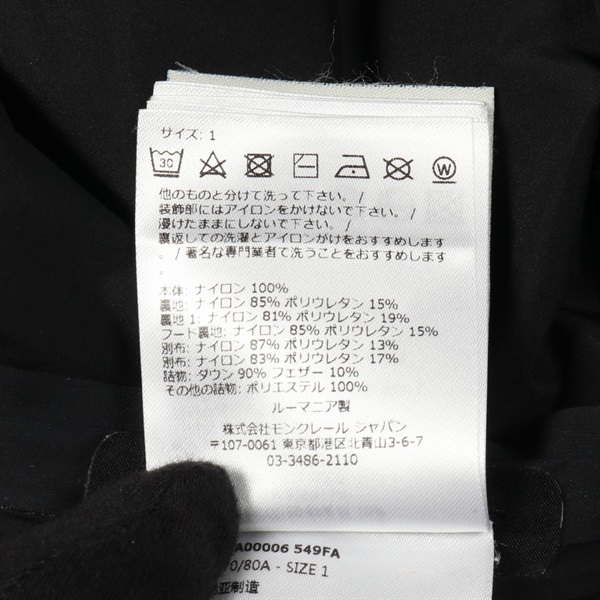 サイズ: 1
30
W
他のものと分けて洗って下さい。/
装飾部にはアイロンをかけないで下さい。/
浸けたままにしないで下さい。/
裏返しての洗濯とアイロンがけをおすすめします
。/ 著名な専門業者で洗うことをおすすめします
。
本体: ナイロン 100%
裏地: ナイロン 85% ポリウレタン 15%
裏地 1: ナイロン 81% ポリウレタン 19%
フード裏地: ナイロン 85% ポリウレタン 15%
別布: ナイロン 87% ポリウレタン 13%
別布: ナイロン 83% ポリウレタン 17%
詰物: ダウン 90% フェザー 10%
その他の詰物: ポリエステル 100%
ルーマニア製
株式会社モンクレール ジャパン
〒107-0061 東京都港区北青山3-6-7
03-3486-2110
A00006 549FA
0/80A - SIZE 1
亚制造